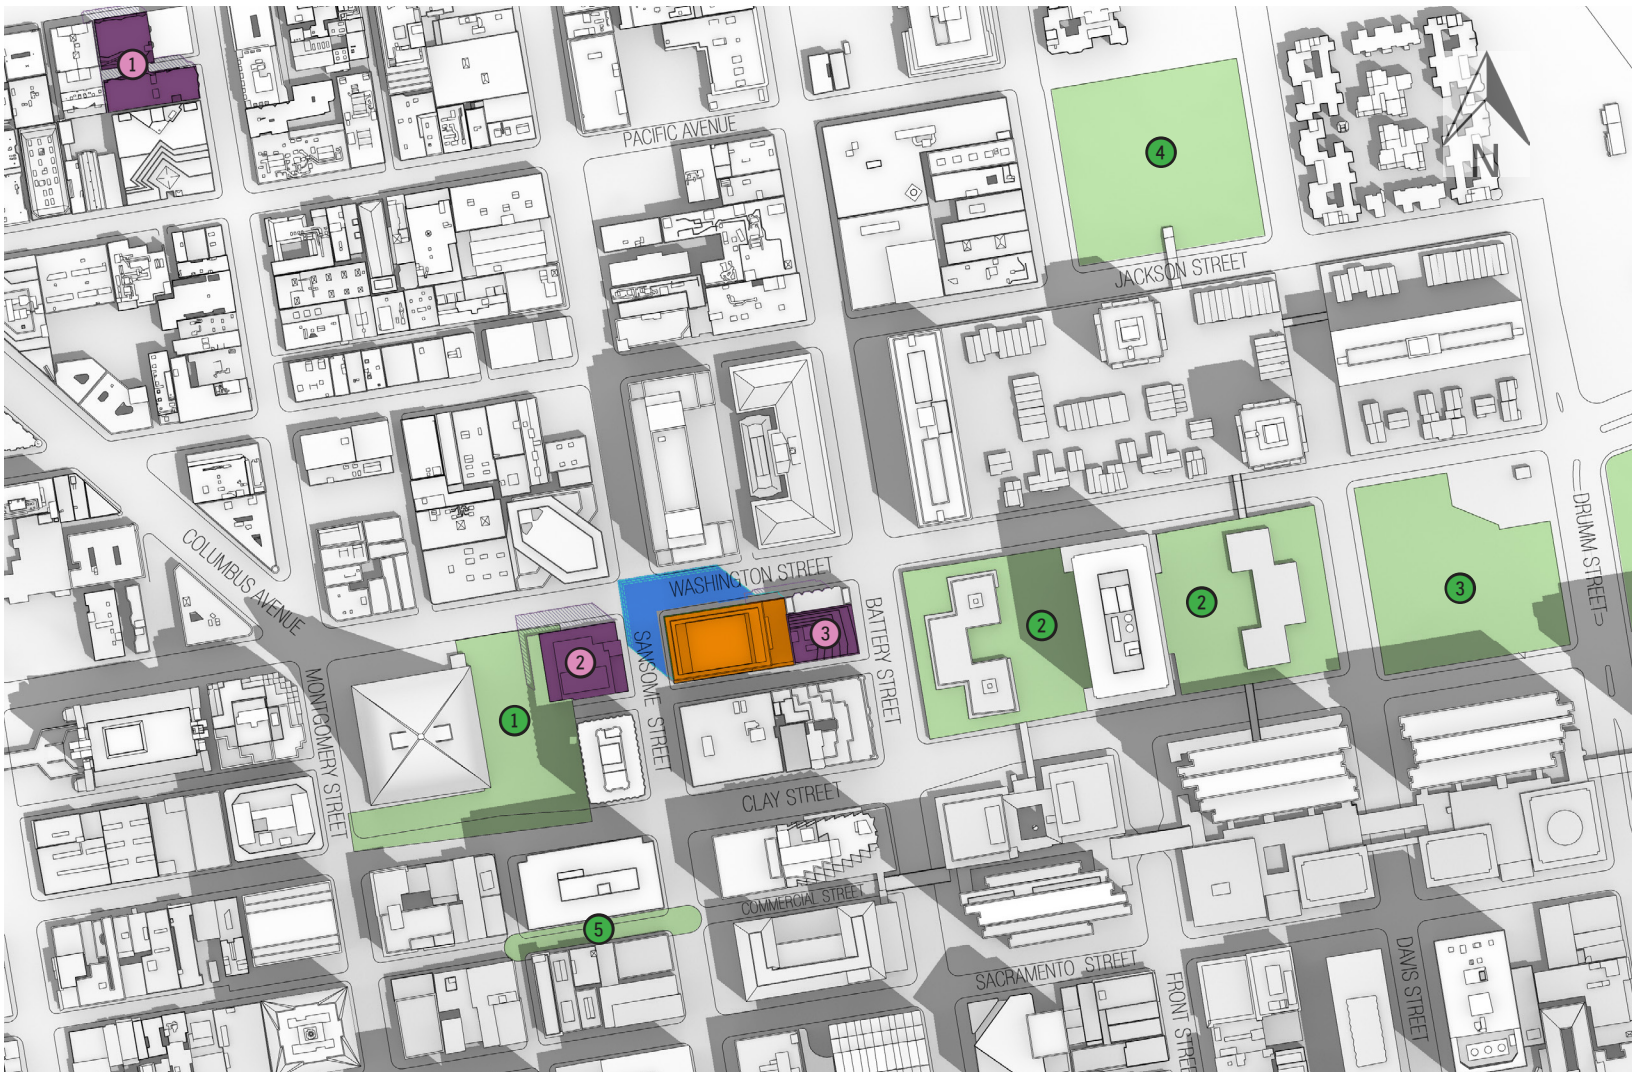 1
PACIFIC AVENUE
4
N
JACKSON STREET
COLUMBUS AVENUE
WASHINGTON STREET
DRUMM STREET
3
2
2
BATTERY STREET
3
SANSOME STREET
2
MONTGOMERY STREET
1
CLAY STREET
COMMERCIAL STREET
5
SACRAMENTO STREET
FRONT STREET
DAVIS STREET